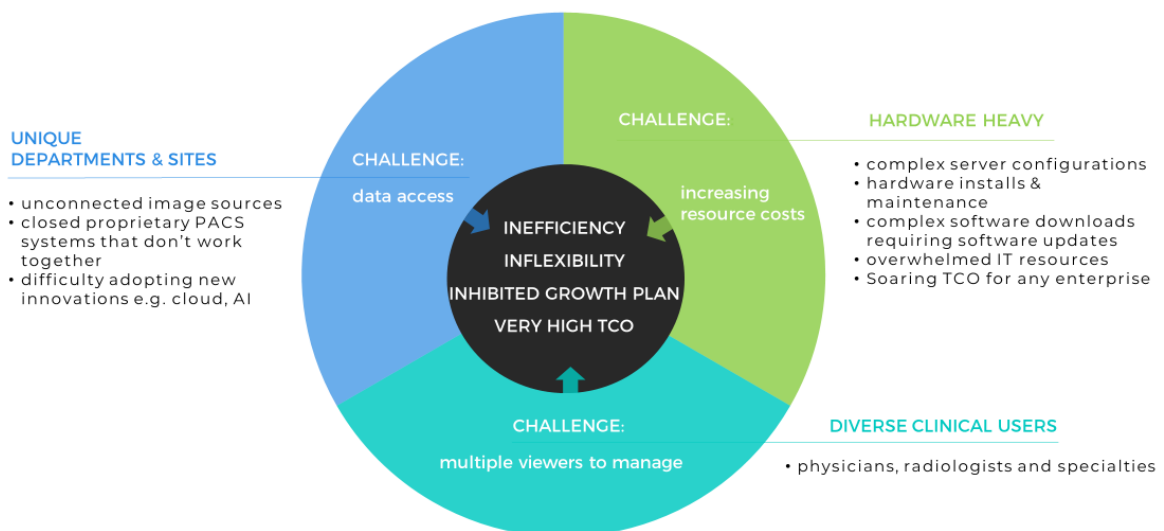 UNIQUE
DEPARTMENTS & SITES
• unconnected image sources
• closed proprietary PACS
systems that don't work
together
• difficulty adopting new
innovations e.g. cloud, AI
CHALLENGE:
data access
CHALLENGE:
increasing
resource costs
HARDWARE HEAVY
• complex server configurations
• hardware installs &
maintenance
• complex software downloads
requiring software updates
• overwhelmed IT resources
• Soaring TCO for any enterprise
INEFFICIENCY
INFLEXIBILITY
INHIBITED GROWTH PLAN
VERY HIGH TCO
CHALLENGE:
multiple viewers to manage
DIVERSE CLINICAL USERS
• physicians, radiologists and specialties